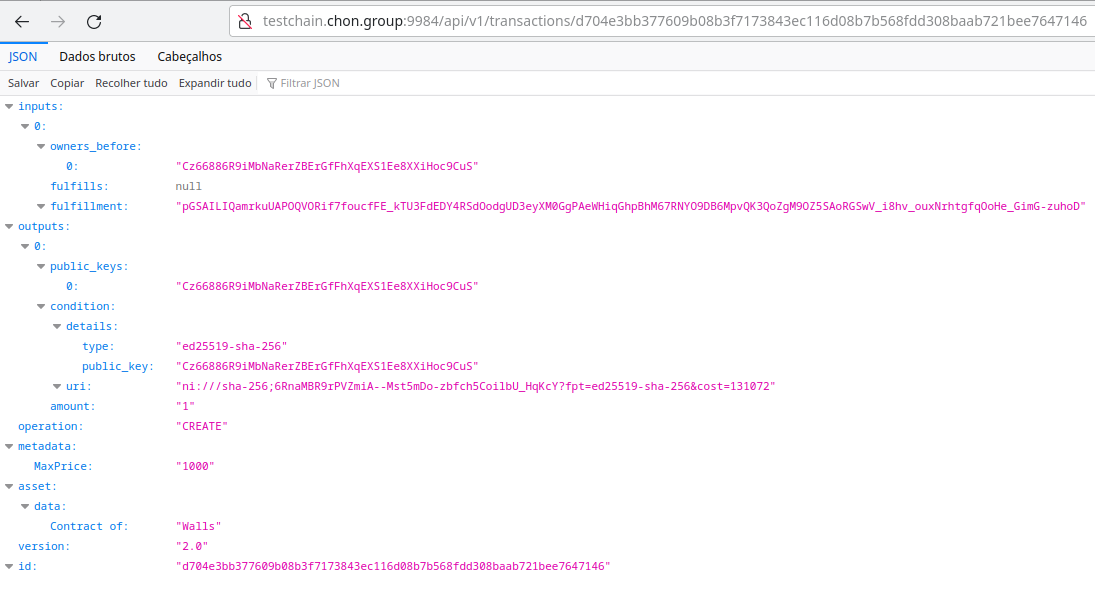 testchain.chon.group:9984/api/v1/transactions/d704e3bb377609b08b3f7173843ec116d08b7b568fdd308baab721bee7647146
JSON Dados brutos Cabeçalhos
Salvar Copiar Recolher tudo Expandir tudo Filtrar JSON
inputs:
0:
owners_before:
0: "Cz66886R9iMbNaRerZBErGfFhXqEXS1Ee8XXiHoc9CuS"
fulfills: null
fulfillment: "pGSAILIQamrkuUAPOQVORif7foucfFE_kTU3FdEDY4RSdOodgUD3eyXM0GgPAeWHiqGhpBhM67RNYO9DB6MpvQK3QoZgM9OZ5SAoRGSwV_i8hv_ouxNrhtgfqOoHe_GimG-zuhoD"
outputs:
0:
public_keys:
0: "Cz66886R9iMbNaRerZBErGfFhXqEXS1Ee8XXiHoc9CuS"
condition:
details:
type: "ed25519-sha-256"
public_key: "Cz66886R9iMbNaRerZBErGfFhXqEXS1Ee8XXiHoc9CuS"
uri: "ni:///sha-256;6RnaMBR9rPVZmiA--Mst5mDo-zbfch5CoilbU_HqKcY?fpt=ed25519-sha-256&cost=131072"
amount: "1"
operation: "CREATE"
metadata:
MaxPrice: "1000"
asset:
data:
Contract of: "Walls"
version: "2.0"
id: "d704e3bb377609b08b3f7173843ec116d08b7b568fdd308baab721bee7647146"